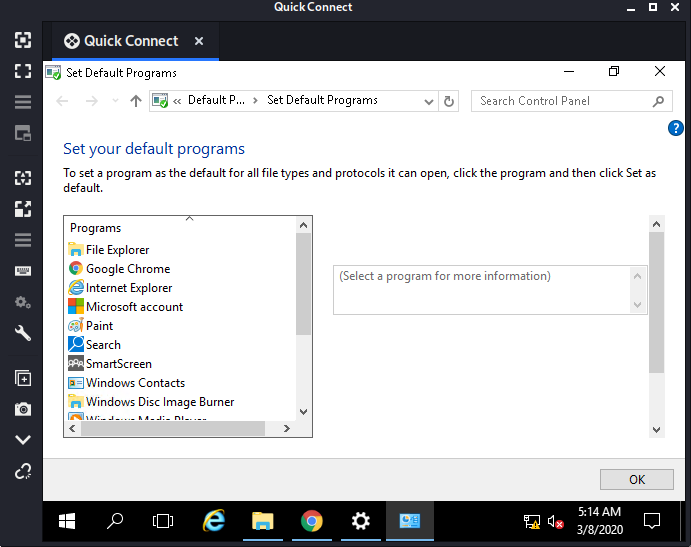 Quick Connect
Quick Connect
Set Default Programs
« Default P... > Set Default Programs
Search Control Panel
Set your default programs
To set a program as the default for all file types and protocols it can open, click the program and then click Set as
default.
Programs
File Explorer
Google Chrome
Internet Explorer
Microsoft account
Paint
Search
SmartScreen
Windows Contacts
Windows Disc Image Burner
Windows Media Player
(Select a program for more information)
OK
5:14 AM
3/8/2020